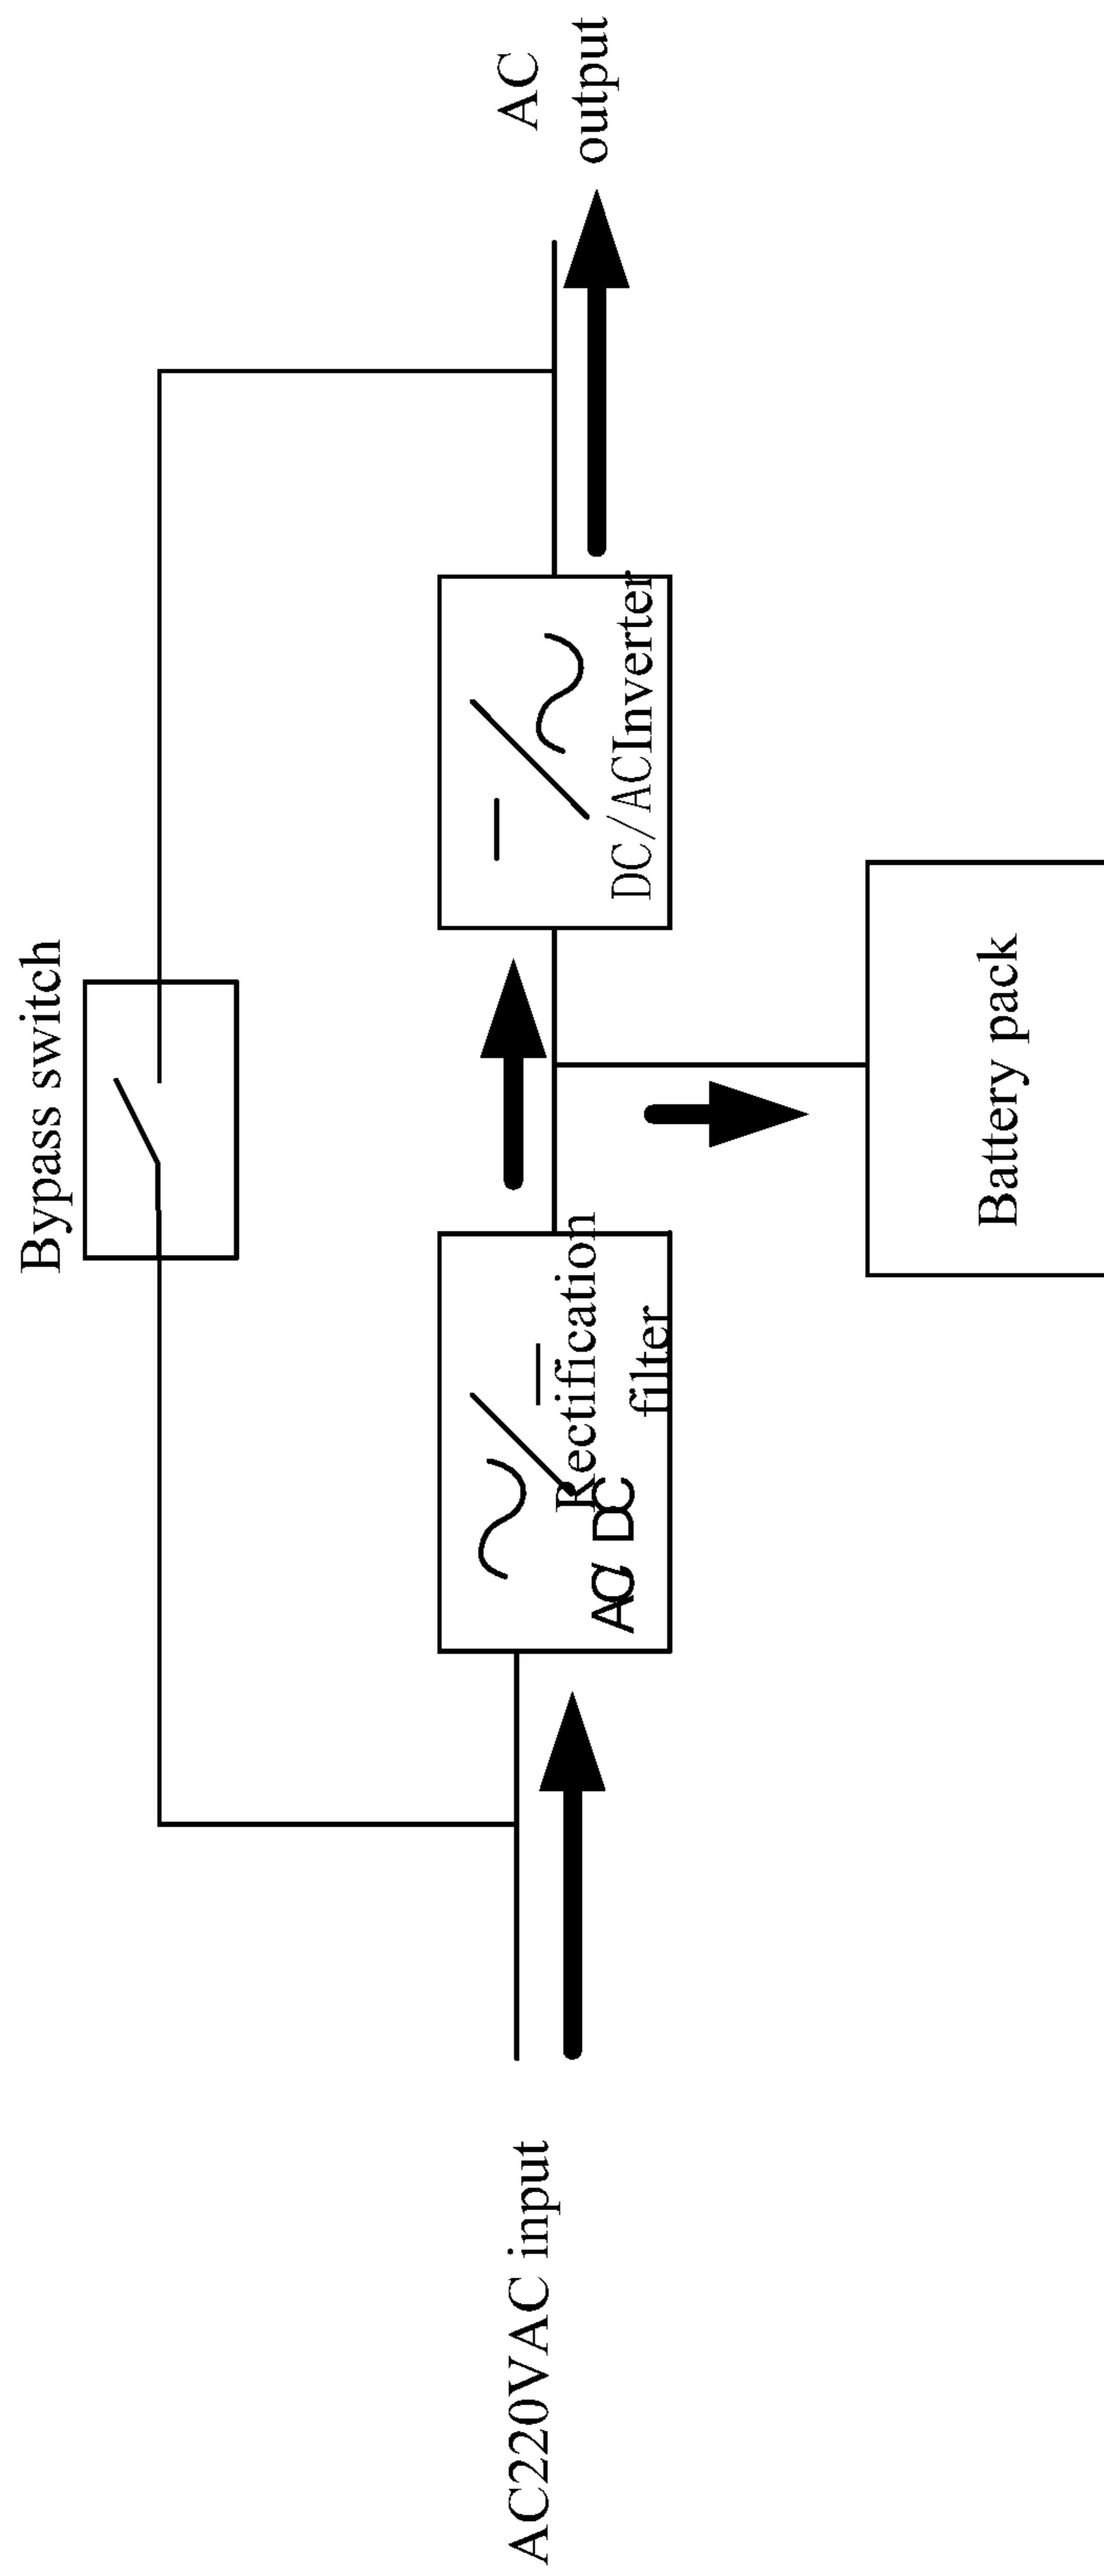 Bypass switch
AC220VAC input
Rectification
filter
AC/ DC
DC/ACInverter
AC
output
Battery pack